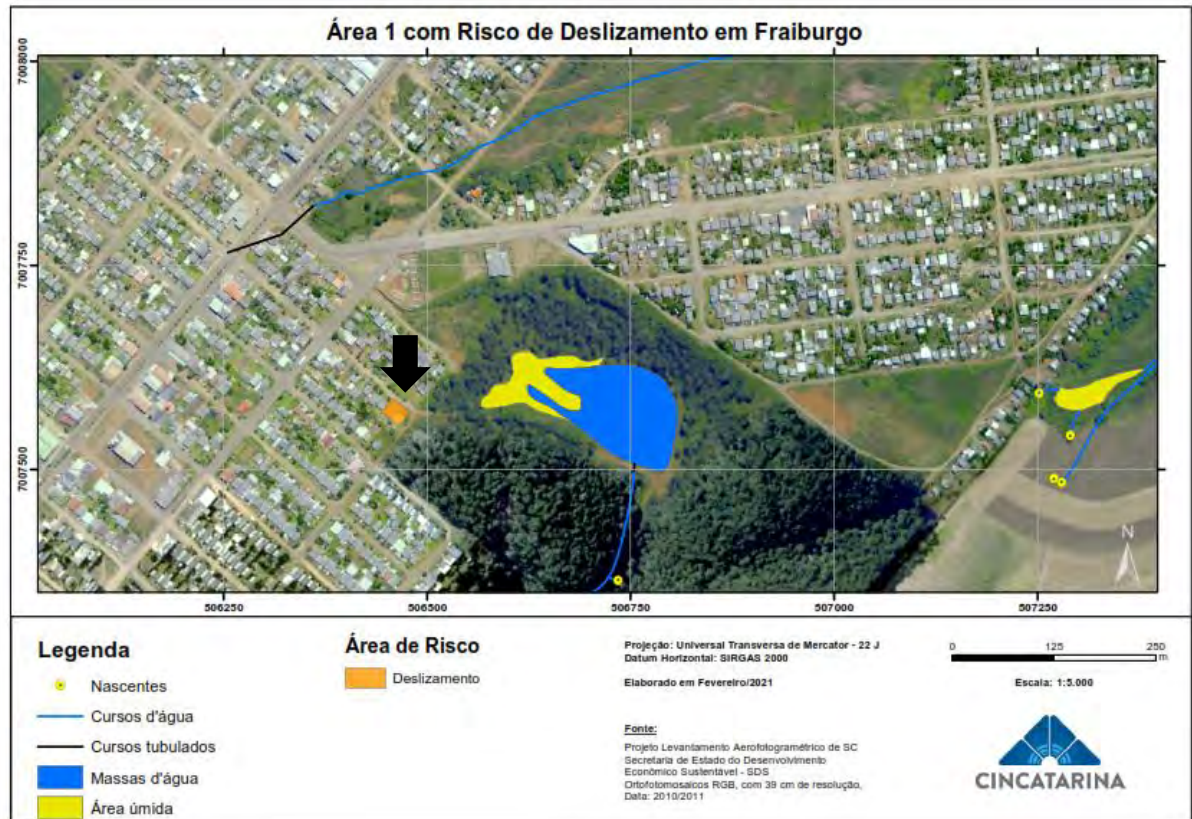 Área 1 com Risco de Deslizamento em Fraiburgo
7008000
7007750
7007500
N
506250
506500
506750
507000
507250
Legenda
Nascentes
Cursos d'água
Cursos tubulados
Massas d'água
Área úmida
Área de Risco
Deslizamento
Projeção: Universal Transversa de Mercator - 22 J
Datum Horizontal: SIRGAS 2000
Elaborado em Fevereiro/2021
Fonte:
Projeto Levantamento Aerofotogramétrico de SC
Secretaria de Estado do Desenvolvimento
Econômico Sustentável - SDS
Ortofotomosaicos RGB, com 39 cm de resolução,
Data: 2010/2011
0 125 250
m
Escala: 1:5.000
CINCATARINA